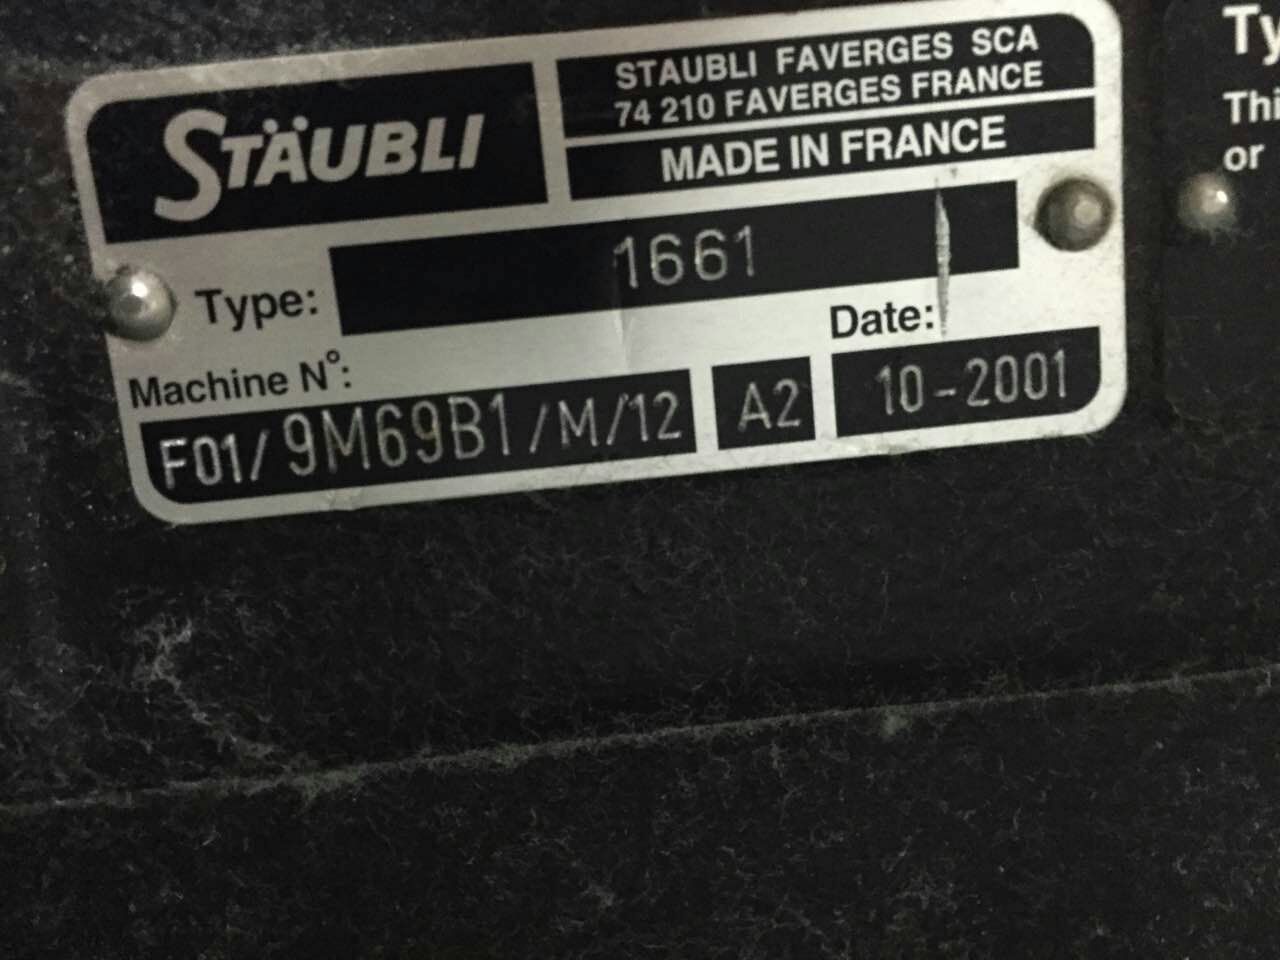 STÄUBLI
STAUBLI FAVERGES SCA
74 210 FAVERGES FRANCE
MADE IN FRANCE
Type: 1661
Machine N°:
F01/9M69B1/M/12 A2
Date:
10-2001
Thi
or